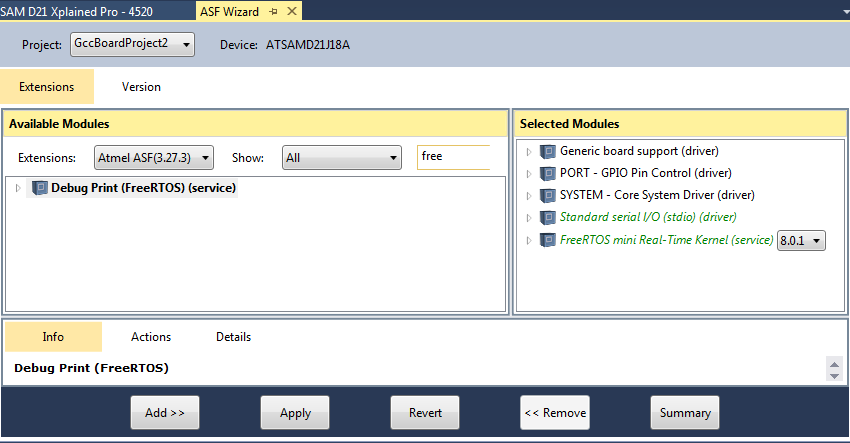 SAM D21 Xplained Pro - 4520 ASF Wizard
Project: GccBoardProject2 Device: ATSAMD21J18A
Extensions Version
Available Modules
Extensions: Atmel ASF(3.27.3) Show: All free
Debug Print (FreeRTOS) (service)
Selected Modules
Generic board support (driver)
PORT - GPIO Pin Control (driver)
SYSTEM - Core System Driver (driver)
Standard serial I/O (stdio) (driver)
FreeRTOS mini Real-Time Kernel (service) 8.0.1
Info Actions Details
Debug Print (FreeRTOS)
Add >> Apply Revert << Remove Summary